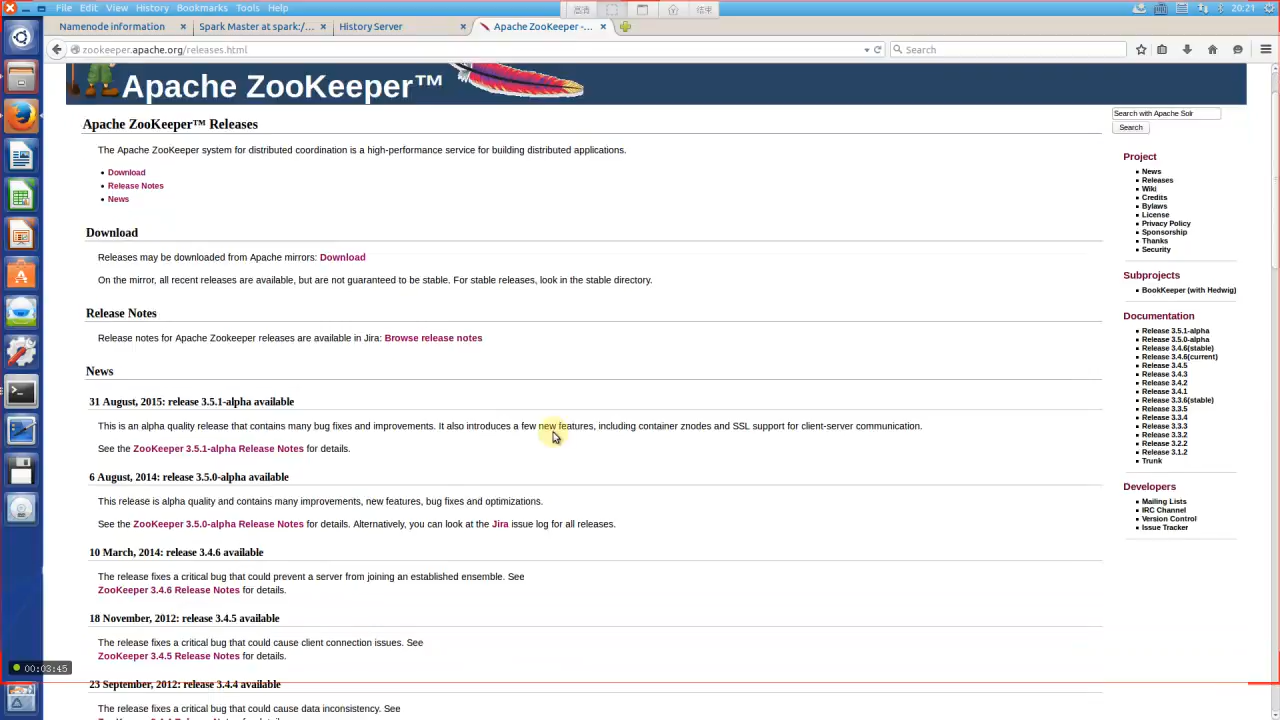 File Edit View History Bookmarks Tools Help
20:21
结束
Namenode information
Spark Master at spark:/...
History Server
Apache ZooKeeper -...
zookeeper.apache.org/releases.html
Search
Apache ZooKeeper™
Apache ZooKeeper™ Releases
The Apache ZooKeeper system for distributed coordination is a high-performance service for building distributed applications.
Download
Release Notes
News
Download
Releases may be downloaded from Apache mirrors: Download
On the mirror, all recent releases are available, but are not guaranteed to be stable. For stable releases, look in the stable directory.
Release Notes
Release notes for Apache Zookeeper releases are available in Jira: Browse release notes
News
31 August, 2015: release 3.5.1-alpha available
This is an alpha quality release that contains many bug fixes and improvements. It also introduces a few new features, including container znodes and SSL support for client-server communication.
See the ZooKeeper 3.5.1-alpha Release Notes for details.
6 August, 2014: release 3.5.0-alpha available
This release is alpha quality and contains many improvements, new features, bug fixes and optimizations.
See the ZooKeeper 3.5.0-alpha Release Notes for details. Alternatively, you can look at the Jira issue log for all releases.
10 March, 2014: release 3.4.6 available
The release fixes a critical bug that could prevent a server from joining an established ensemble. See
ZooKeeper 3.4.6 Release Notes for details.
18 November, 2012: release 3.4.5 available
The release fixes a critical bug that could cause client connection issues. See
ZooKeeper 3.4.5 Release Notes for details.
23 September, 2012: release 3.4.4 available
The release fixes a critical bug that could cause data inconsistency. See
Search with Apache Solr
Search
Project
News
Releases
Wiki
Credits
Bylaws
License
Privacy Policy
Sponsorship
Thanks
Security
Subprojects
BookKeeper (with Hedwig)
Documentation
Release 3.5.1-alpha
Release 3.5.0-alpha
Release 3.4.6(stable)
Release 3.4.6(current)
Release 3.4.5
Release 3.4.3
Release 3.4.2
Release 3.4.1
Release 3.3.6(stable)
Release 3.3.5
Release 3.3.4
Release 3.3.3
Release 3.3.2
Release 3.2.2
Release 3.1.2
Trunk
Developers
Mailing Lists
IRC Channel
Version Control
Issue Tracker
00:03:45